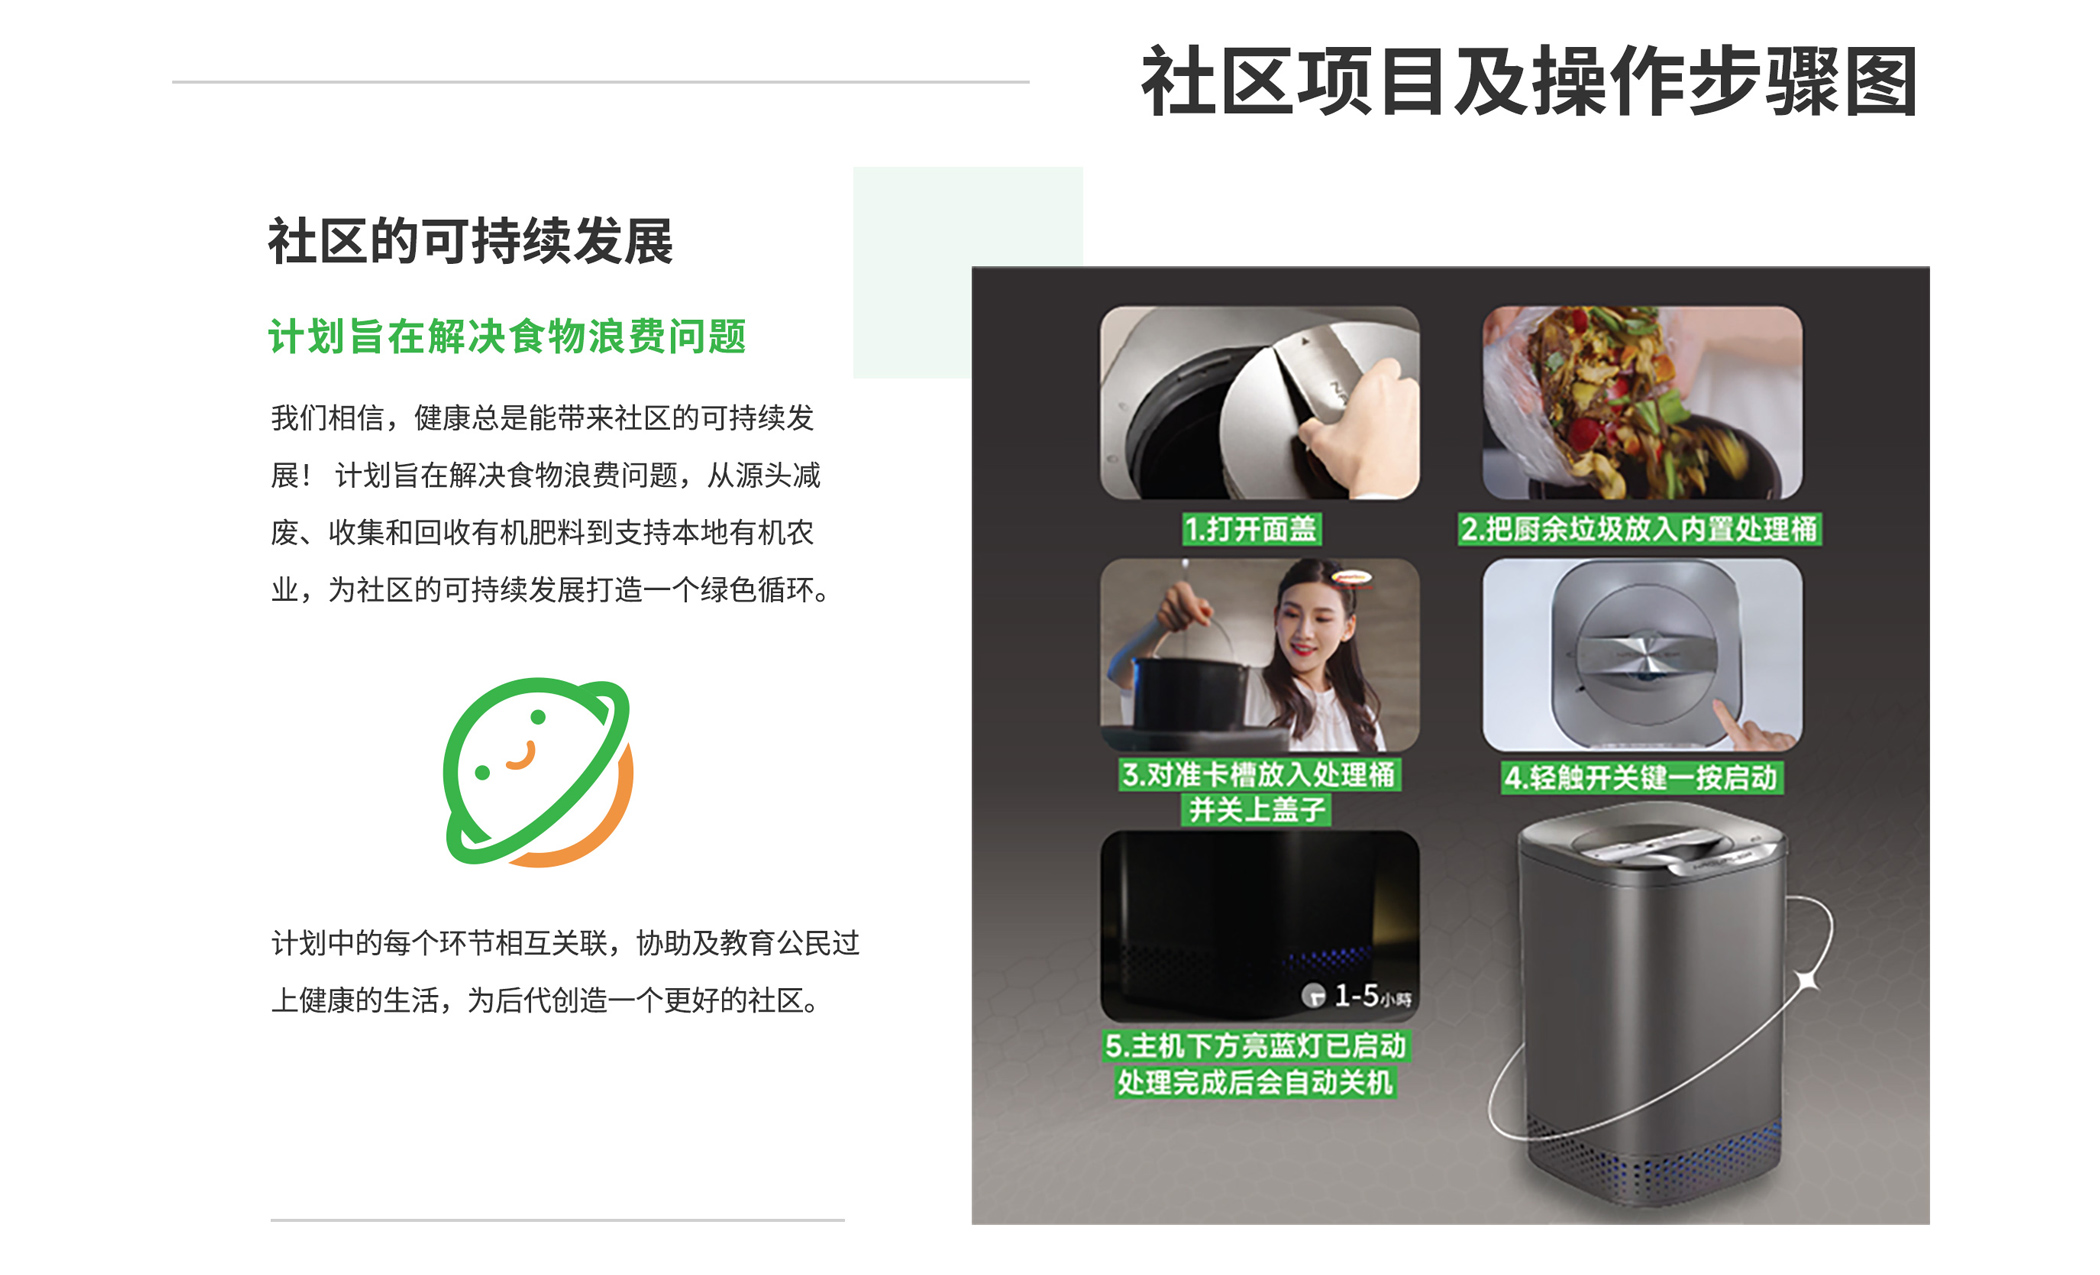 社区项目及操作步骤图
社区的可持续发展
计划旨在解决食物浪费问题
我们相信，健康总是能带来社区的可持续发
展！ 计划旨在解决食物浪费问题，从源头减
废、收集和回收有机肥料到支持本地有机农
业，为社区的可持续发展打造一个绿色循环。
计划中的每个环节相互关联，协助及教育公民过
上健康的生活，为后代创造一个更好的社区。
1.打开面盖
2.把厨余垃圾放入内置处理桶
3.对准卡槽放入处理桶
并关上盖子
4.轻触开关键一按启动
1-5小時
5.主机下方亮蓝灯已启动
处理完成后会自动关机